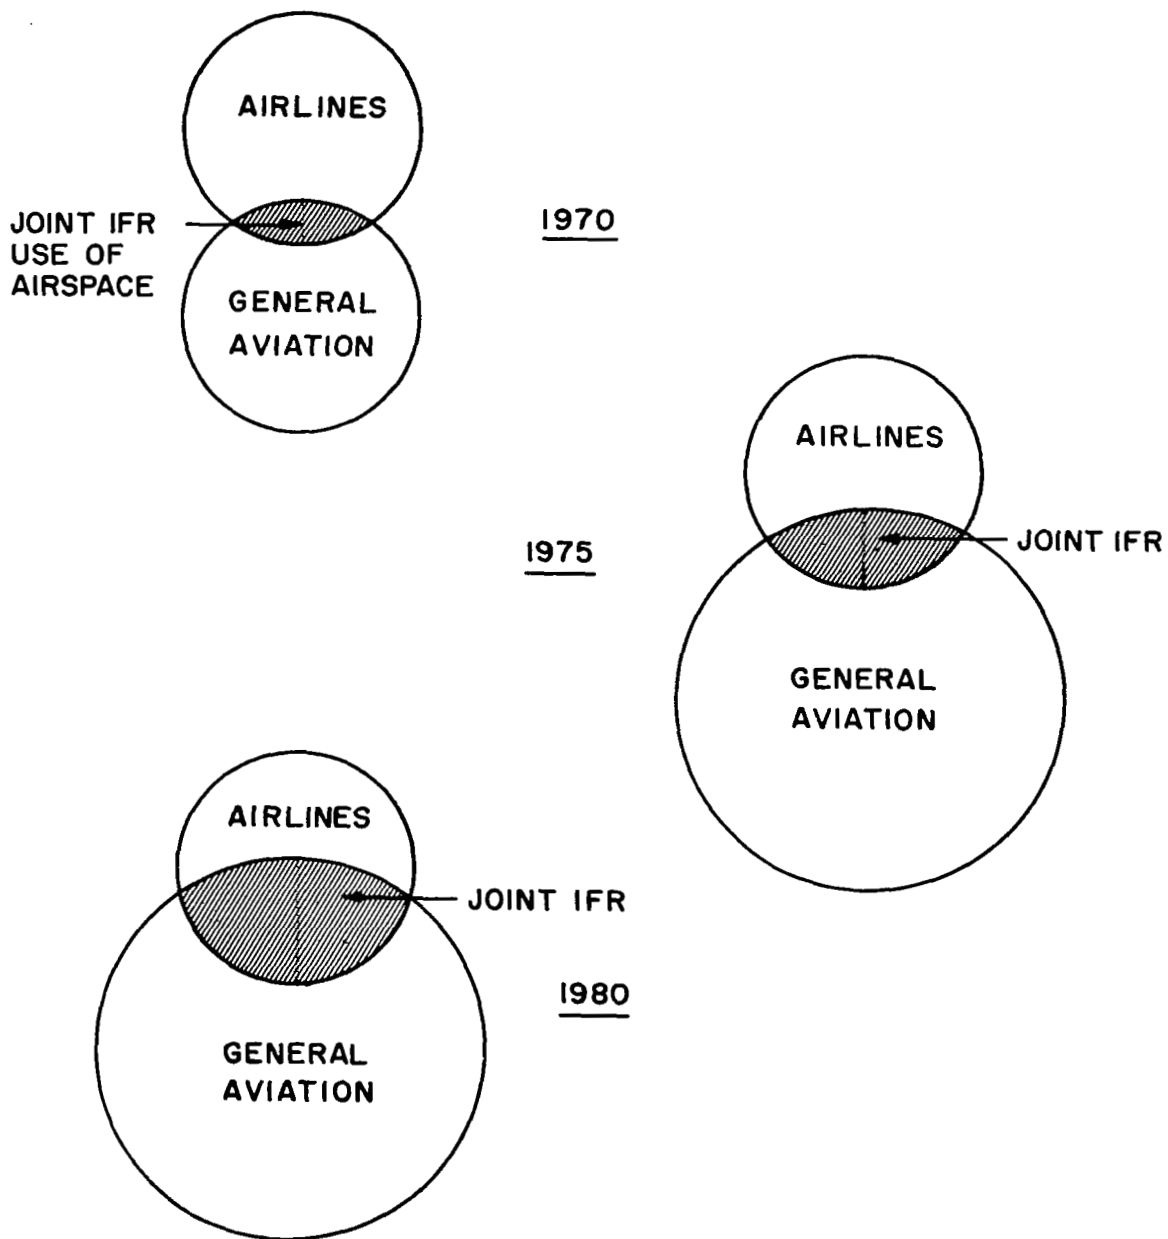 AIRLINES
JOINT IFR
USE OF
AIRSPACE
1970
GENERAL
AVIATION
AIRLINES
1975
JOINT IFR
GENERAL
AVIATION
AIRLINES
JOINT IFR
1980
GENERAL
AVIATION